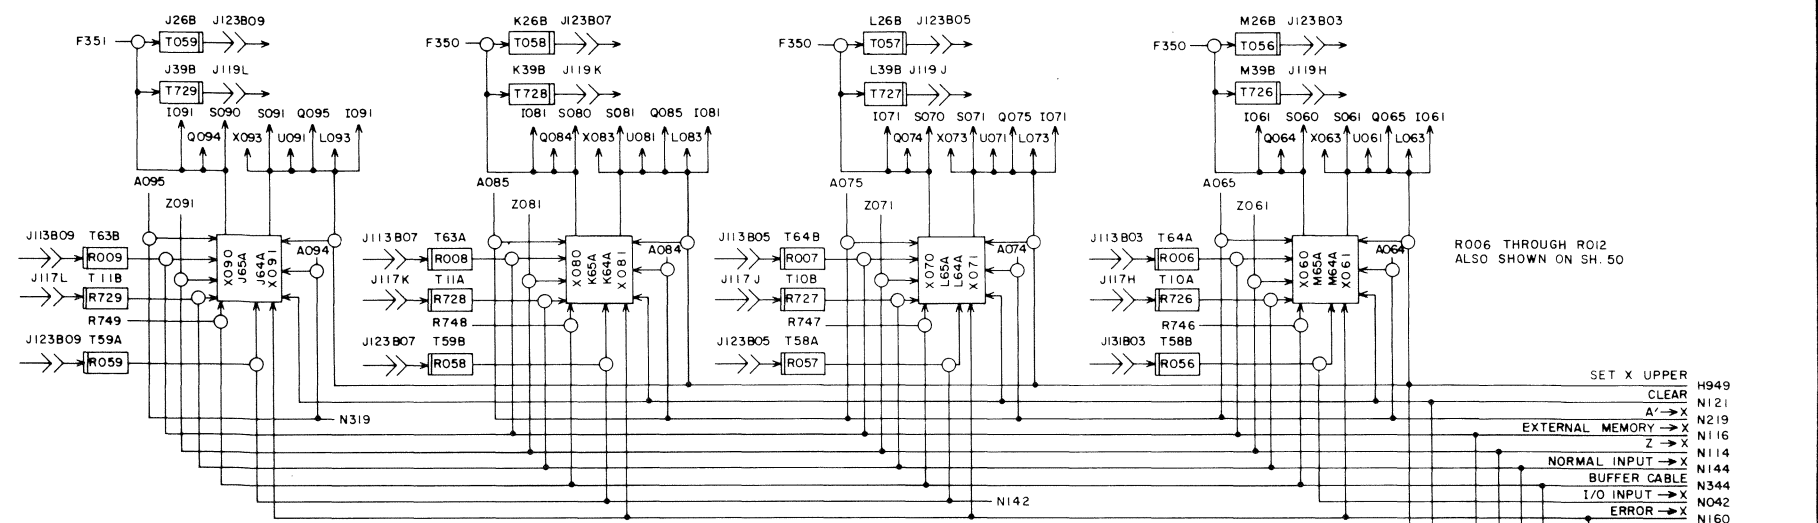 J26B J123B09 K26B J123B07 L26B J123B05 M26B J123B03
F351 T059 F350 T058 F350 T057 F350 T056
J39B J119L K39B J119K L39B J119J M39B J119H
T729 T728 T727 T726
I091 S090 S091 Q095 I091 I081 S080 S081 Q085 I081 I071 S070 S071 Q075 I071 I061 S060 S061 Q065 I061
Q094 X093 U091 L093 Q084 X083 U081 L083 Q074 X073 U071 L073 Q064 X063 U061 L063
A095 A085 A075 A065
Z091 Z081 Z071 Z061
J113B09 T63B J113B07 T63A J113B05 T64B J113B03 T64A
R009 X090 J65A J64A X091 A094 R008 X080 K65A K64A X081 A084 R007 X070 L65A L64A X071 A074 R006 X060 M65A M64A X061 A064
R006 THROUGH R012
ALSO SHOWN ON SH. 50
J117L T11B J117K T11A J117J T10B J117H T10A
R729 R728 R727 R726
R749 R748 R747 R746
J123B09 T59A J123B07 T59B J123B05 T58A J131B03 T58B
R059 R058 R057 R056
SET X UPPER H949
CLEAR N121
N319
A' → X N219
EXTERNAL MEMORY → X N116
Z → X N114
NORMAL INPUT → X N144
BUFFER CABLE N344
N142
I/O INPUT → X N042
ERROR → X N160